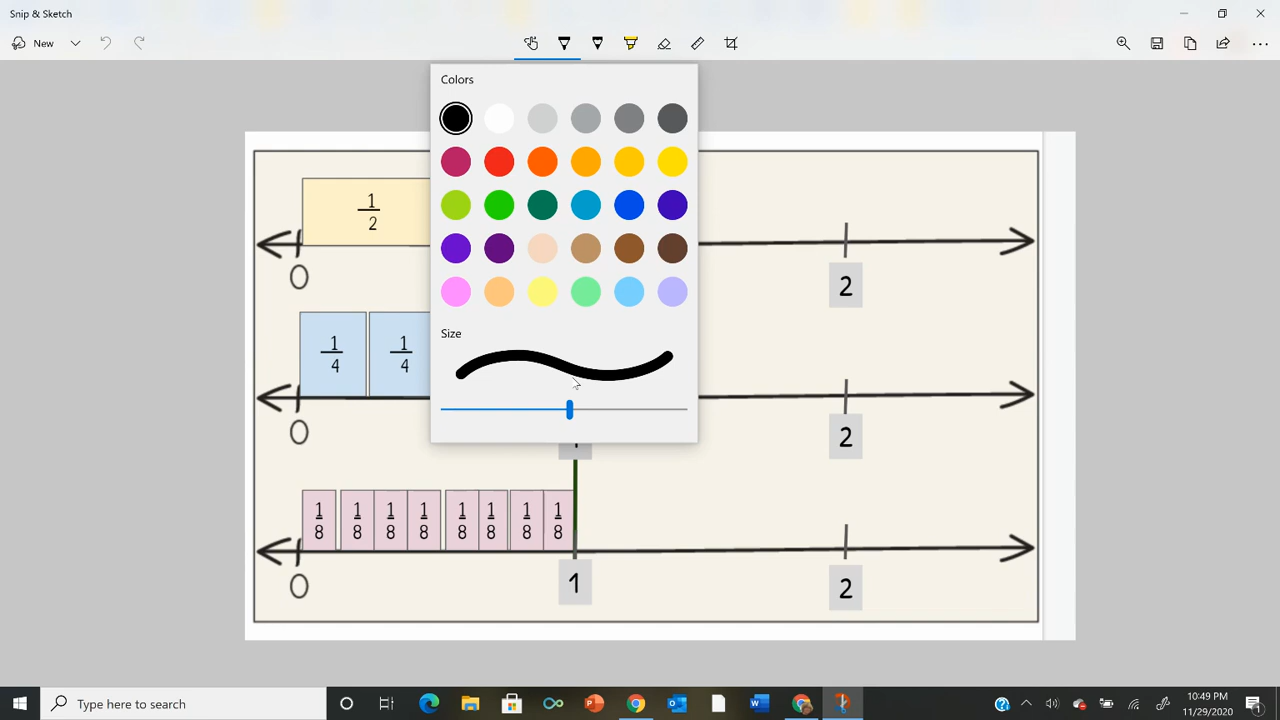 Snip & Sketch
New
Colors
Size
1
2
0
2
1
4
1
4
0
2
1 1 1 1 1 1 1 1
8 8 8 8 8 8 8 8
0
1
2
Type here to search
10:49 PM
11/29/2020